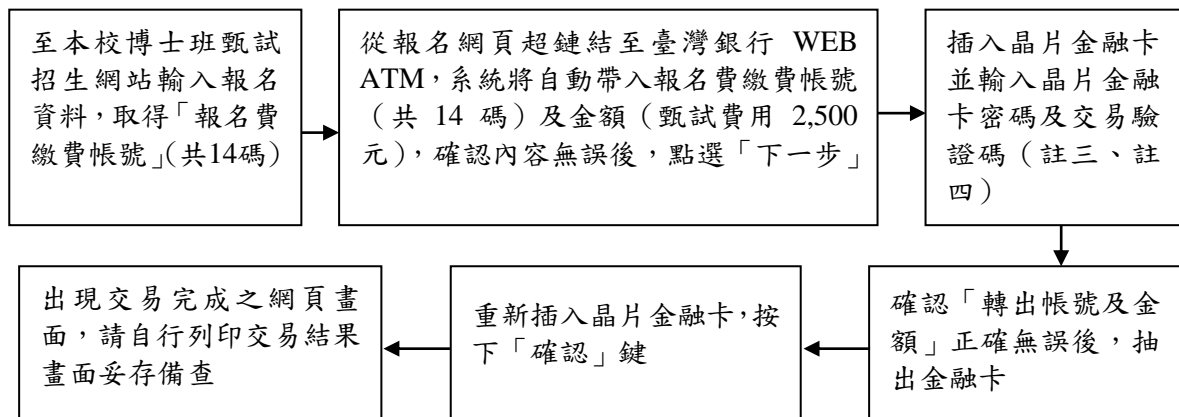 至本校博士班甄試
招生網站輸入報名
資料，取得「報名費
繳費帳號」(共14碼)
從報名網頁超鏈結至臺灣銀行 WEB
ATM，系統將自動帶入報名費繳費帳號
（共 14 碼）及金額（甄試費用 2,500
元），確認內容無誤後，點選「下一步」
插入晶片金融卡
並輸入晶片金融
卡密碼及交易驗
證碼（註三、註
四）
確認「轉出帳號及金
額」正確無誤後，抽
出金融卡
重新插入晶片金融卡，按
下「確認」鍵
出現交易完成之網頁畫
面，請自行列印交易結果
畫面妥存備查